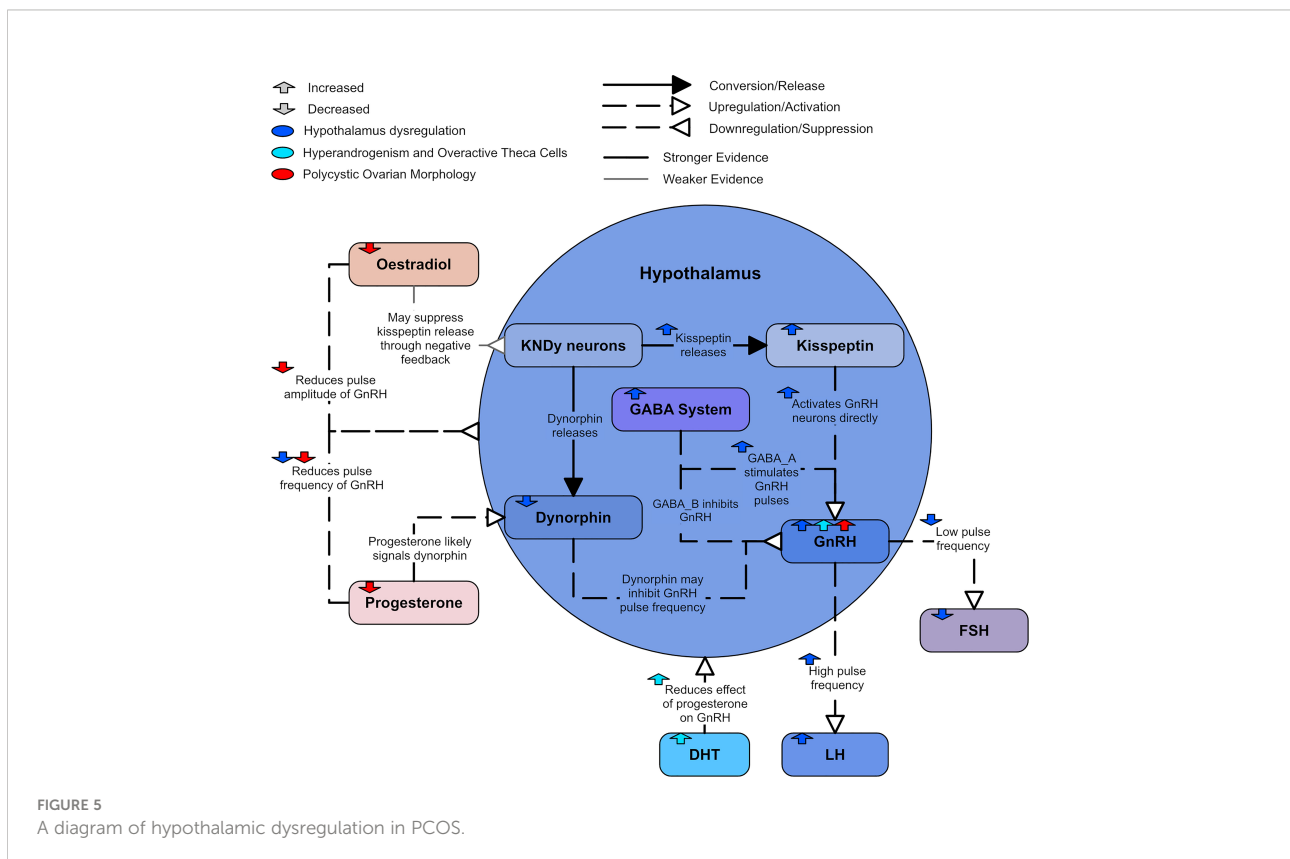 Increased
Decreased
Hypothalamus dysregulation
Hyperandrogenism and Overactive Theca Cells
Polycystic Ovarian Morphology
Conversion/Release
Upregulation/Activation
Downregulation/Suppression
Stronger Evidence
Weaker Evidence
Hypothalamus
Oestradiol
May suppress
kisspeptin release
through negative
feedback
KNDy neurons
Kisspeptin
releases
Kisspeptin
Reduces pulse
amplitude of GnRH
GABA System
Activates GnRH
neurons directly
Dynorphin
releases
GABA_A
stimulates
GnRH
pulses
Reduces pulse
frequency of GnRH
GABA_B inhibits
GnRH
Dynorphin
Progesterone likely
signals dynorphin
GnRH
Low pulse
frequency
Dynorphin may
inhibit GnRH
pulse frequency
Progesterone
FSH
High pulse
frequency
Reduces effect
of progesterone
on GnRH
DHT
LH
FIGURE 5
A diagram of hypothalamic dysregulation in PCOS.